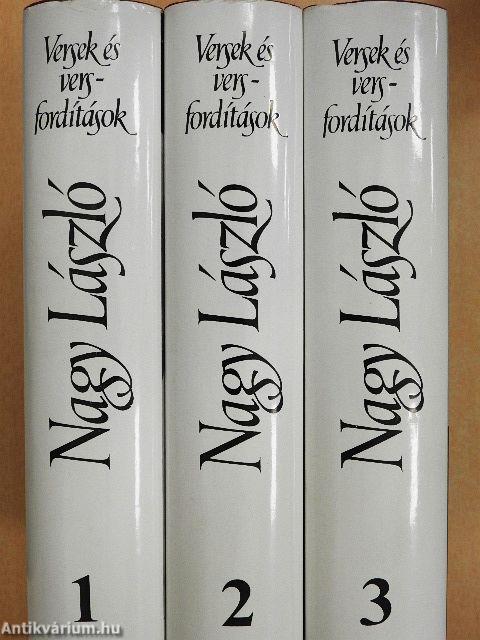 Versek és
vers-
fordítások
Nagy László
1
Versek és
vers-
fordítások
Nagy László
2
Versek és
vers-
fordítások
Nagy László
3
Antikvárium.hu